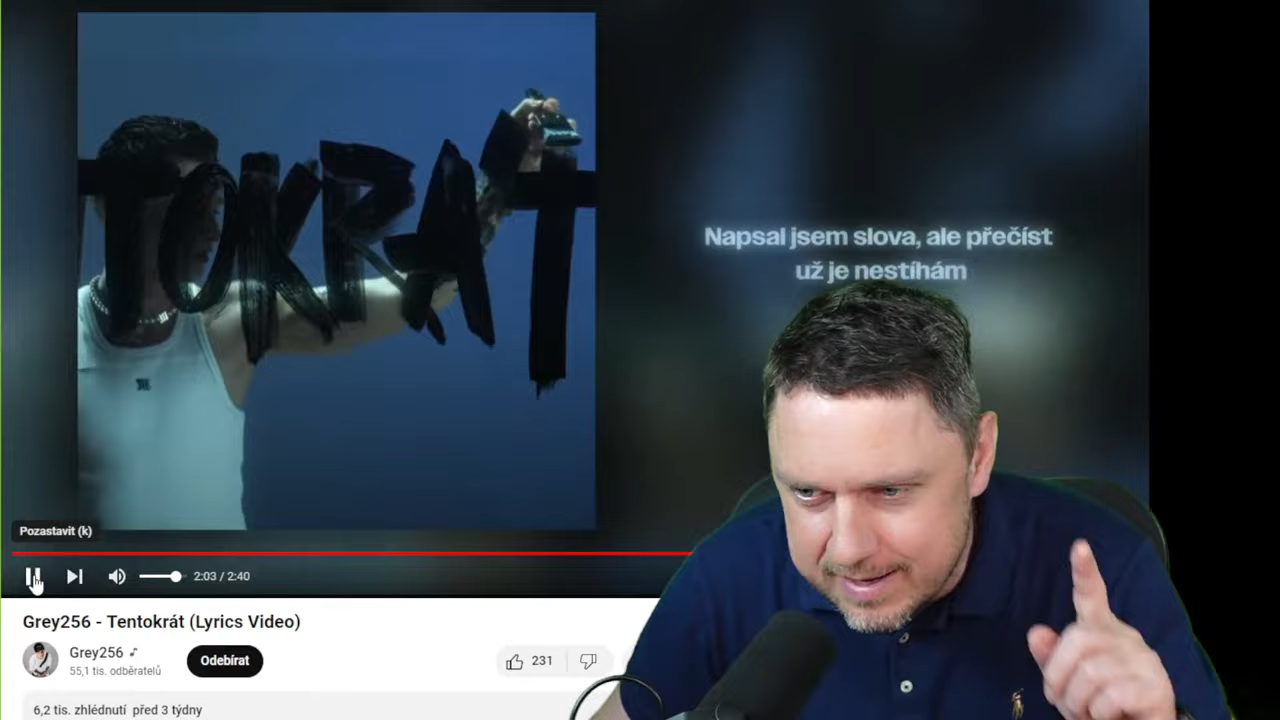 TOKRÁT
Napsal jsem slova, ale přečíst
už je nestíhám
Pozastavit (k)
2:03 / 2:40
Grey256 - Tentokrát (Lyrics Video)
Grey256
55,1 tis. odběratelů
Odebírat
231
6,2 tis. zhlédnutí před 3 týdny